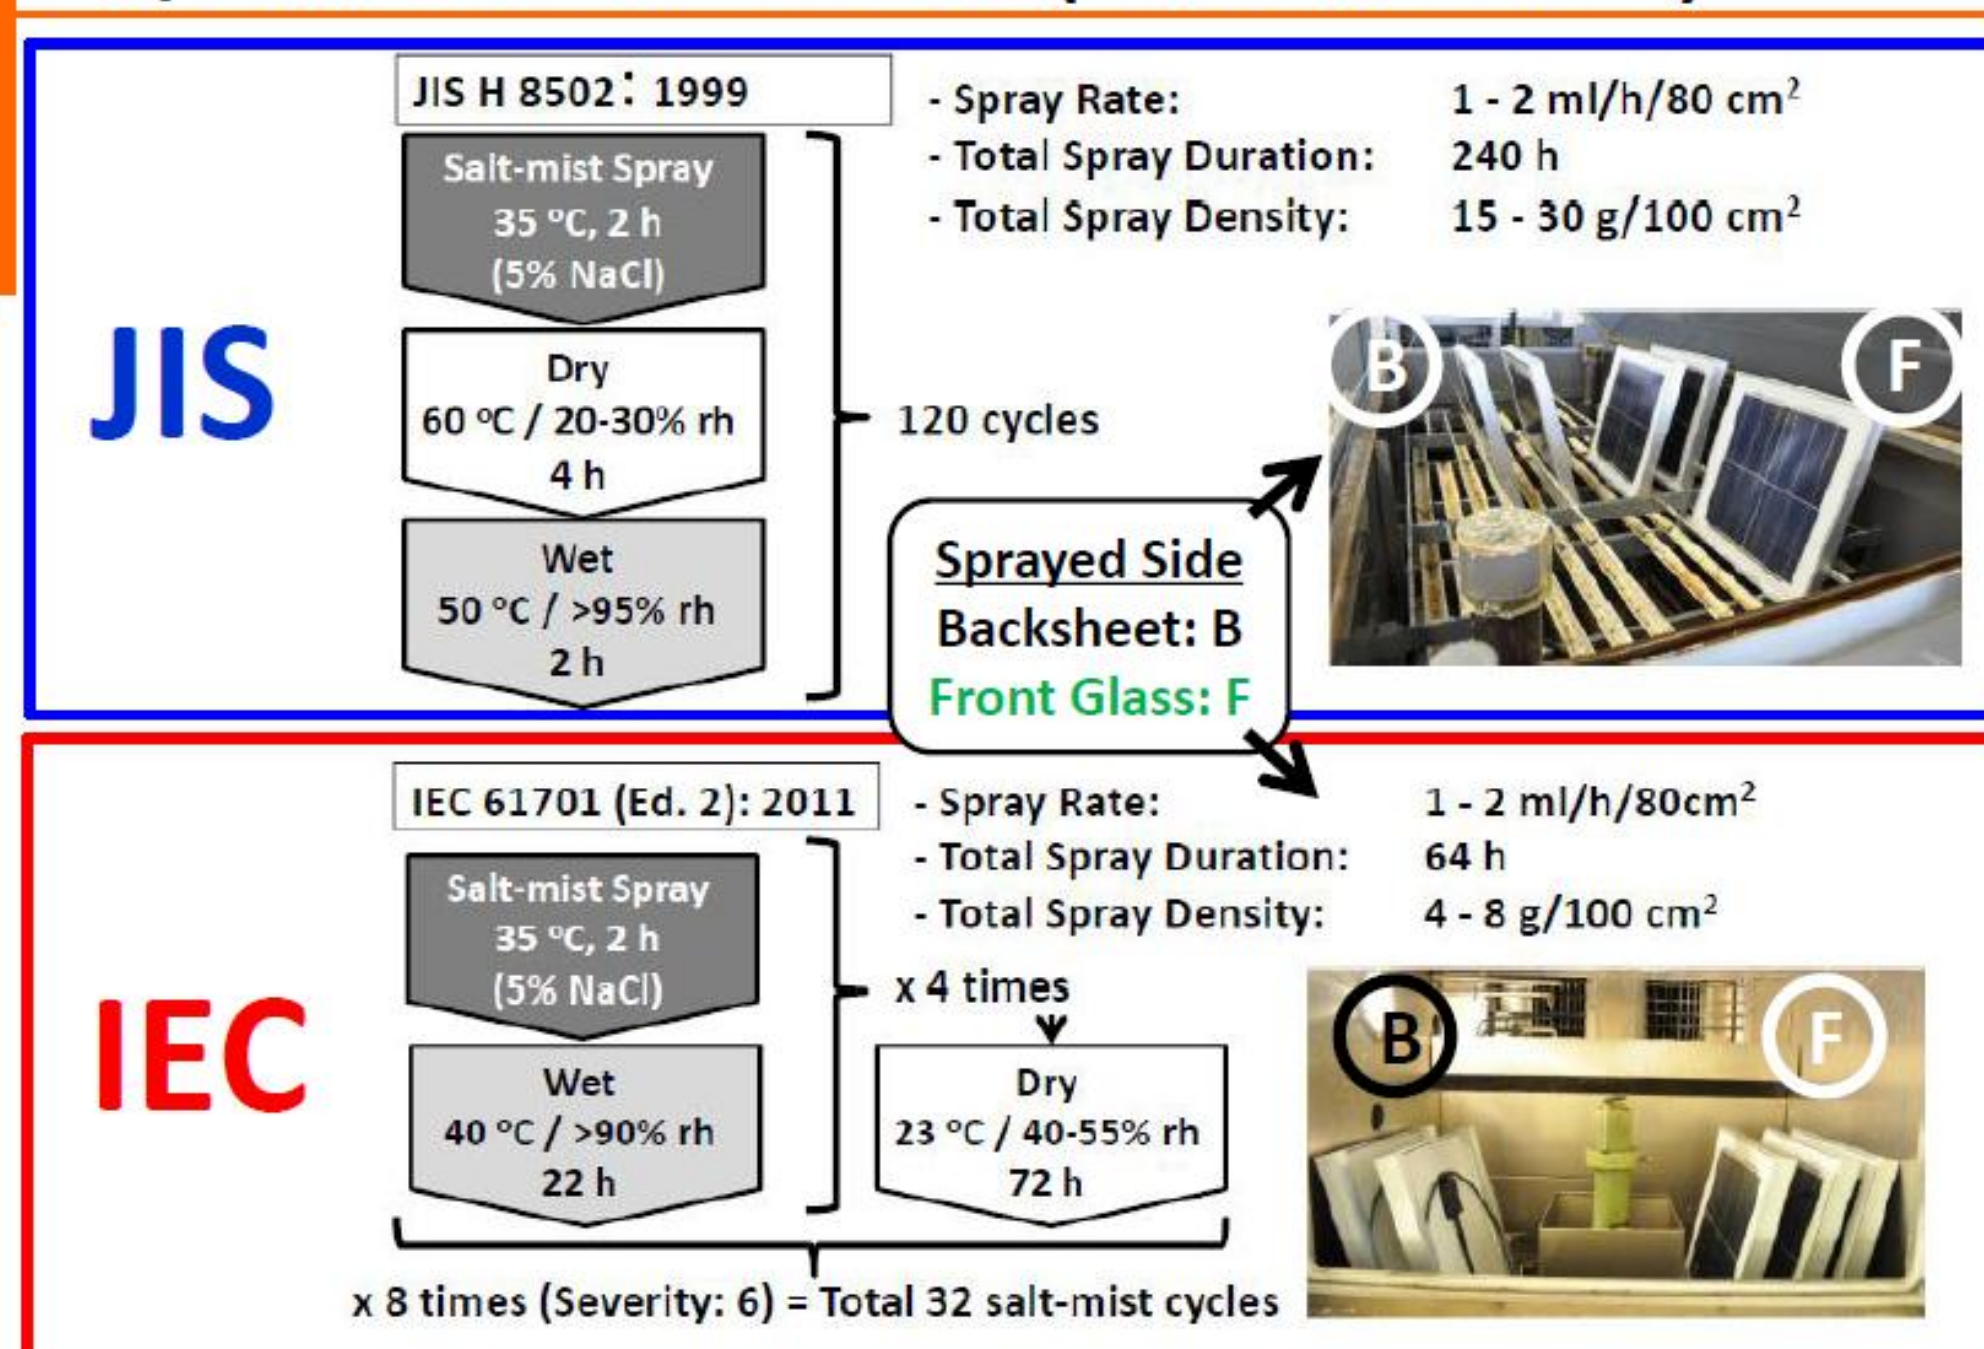 JIS H 8502: 1999
Salt-mist Spray
35 °C, 2 h
(5% NaCl)
Dry
60 °C / 20-30% rh
4 h
Wet
50 °C / >95% rh
2 h
120 cycles
JIS
- Spray Rate: 1 - 2 ml/h/80 cm²
- Total Spray Duration: 240 h
- Total Spray Density: 15 - 30 g/100 cm²
B
F
Sprayed Side
Backsheet: B
Front Glass: F
IEC 61701 (Ed. 2): 2011
- Spray Rate: 1 - 2 ml/h/80cm²
- Total Spray Duration: 64 h
- Total Spray Density: 4 - 8 g/100 cm²
IEC
Salt-mist Spray
35 °C, 2 h
(5% NaCl)
Wet
40 °C / >90% rh
22 h
x 4 times
Dry
23 °C / 40-55% rh
72 h
x 8 times (Severity: 6) = Total 32 salt-mist cycles
B
F